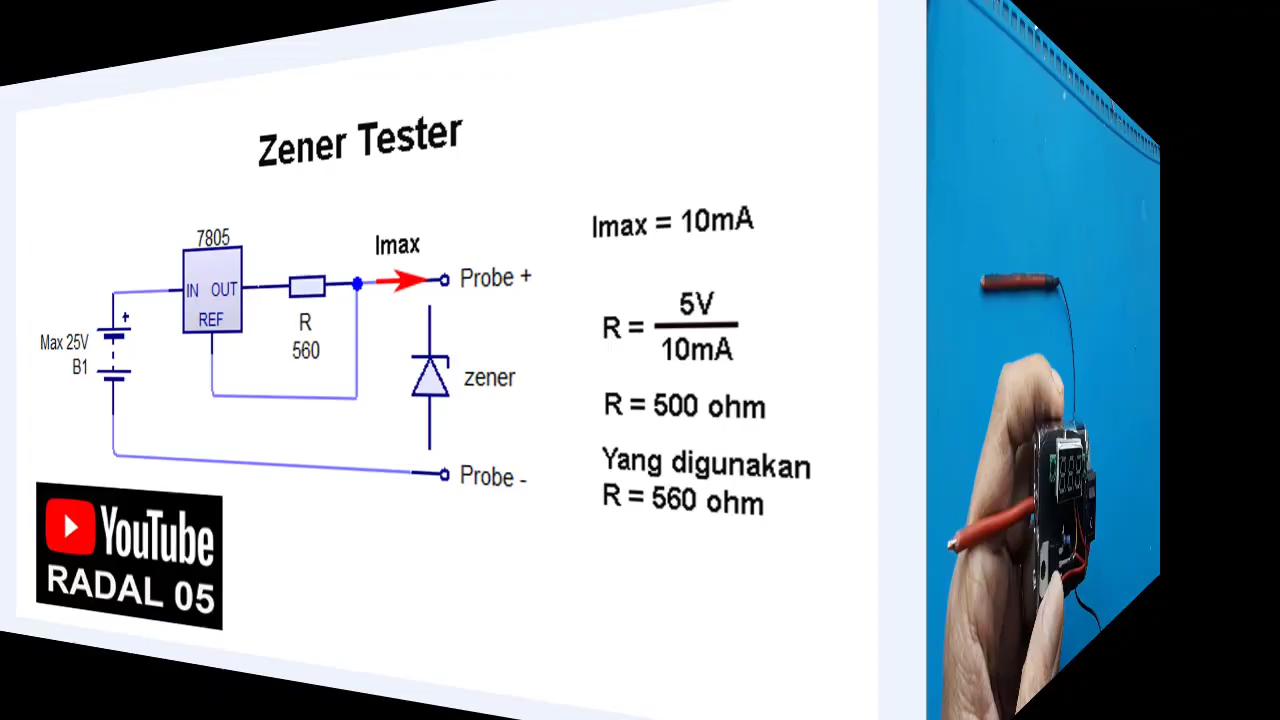 Zener Tester
7805
IN OUT
REF
Imax
Probe +
R
560
Max 25V
B1
+
zener
Probe -
Imax = 10mA
R = 5V
10mA
R = 500 ohm
Yang digunakan
R = 560 ohm
YouTube
RADAL 05